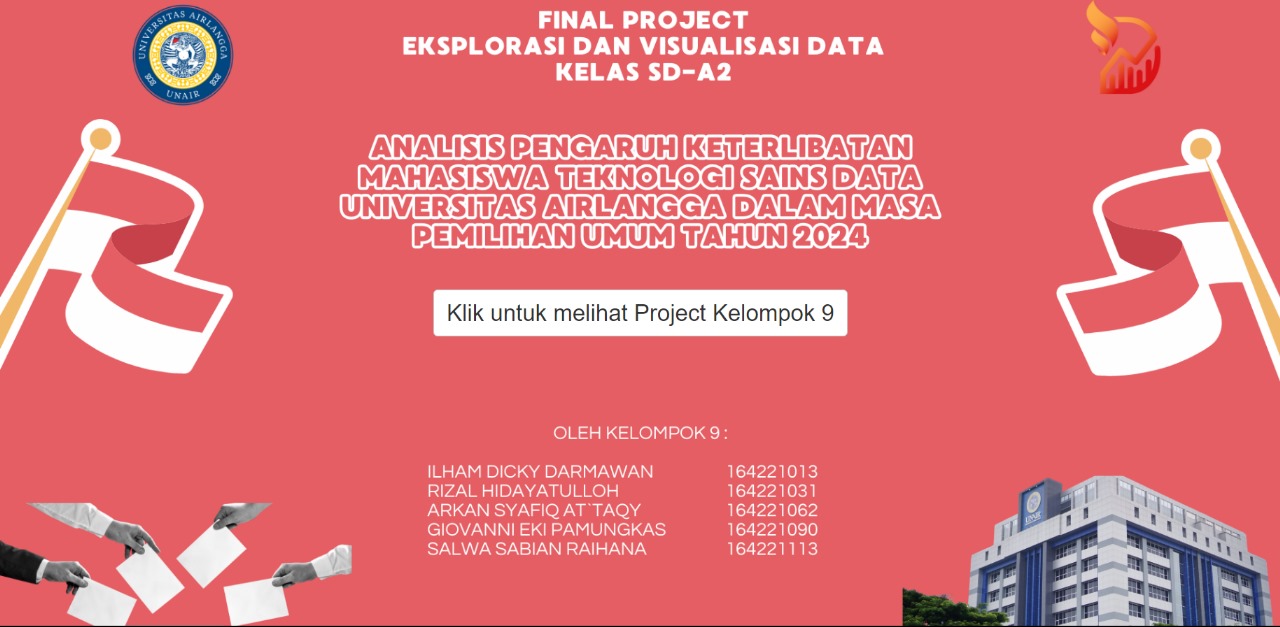 UNIVERSITAS AIRLANGGA
UNAIR
FINAL PROJECT
EKSPLORASI DAN VISUALISASI DATA
KELAS SD-A2
ANALISIS PENGARUH KETERLIBATAN
MAHASISWA TEKNOLOGI SAINS DATA
UNIVERSITAS AIRLANGGA DALAM MASA
PEMILIHAN UMUM TAHUN 2024
Klik untuk melihat Project Kelompok 9
OLEH KELOMPOK 9 :
ILHAM DICKY DARMAWAN 164221013
RIZAL HIDAYATULLOH 164221031
ARKAN SYAFIQ AT`TAQY 164221062
GIOVANNI EKI PAMUNGKAS 164221090
SALWA SABIAN RAIHANA 164221113
UNAIR